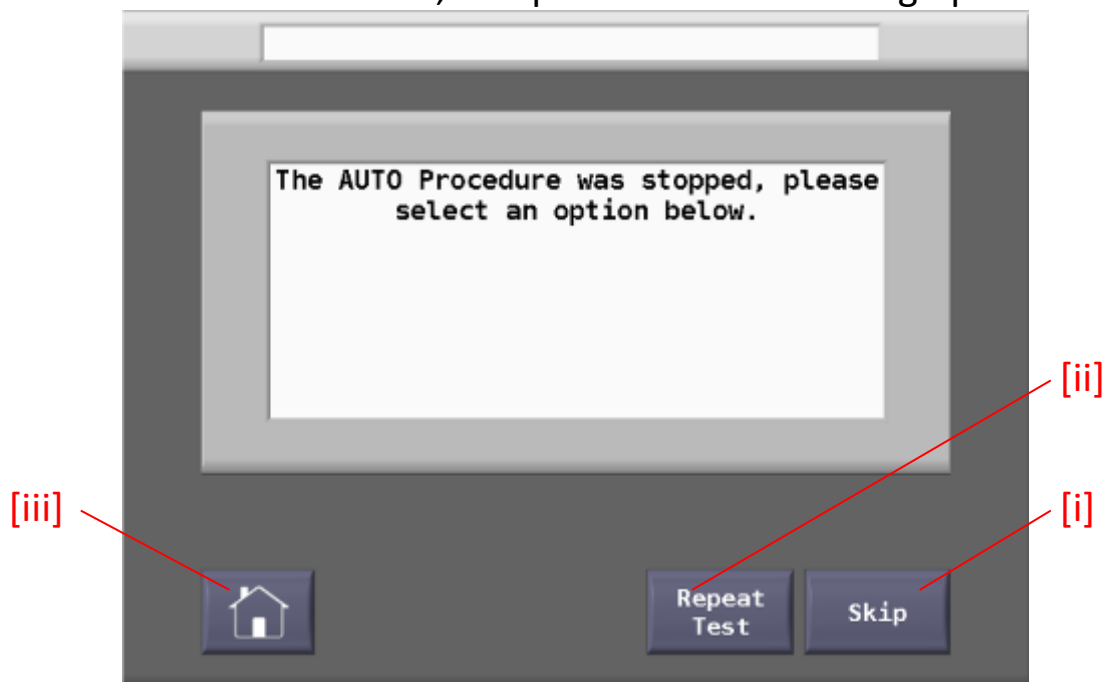 The AUTO Procedure was stopped, please
select an option below.
[ii]
[iii]
[i]
Repeat
Test
Skip